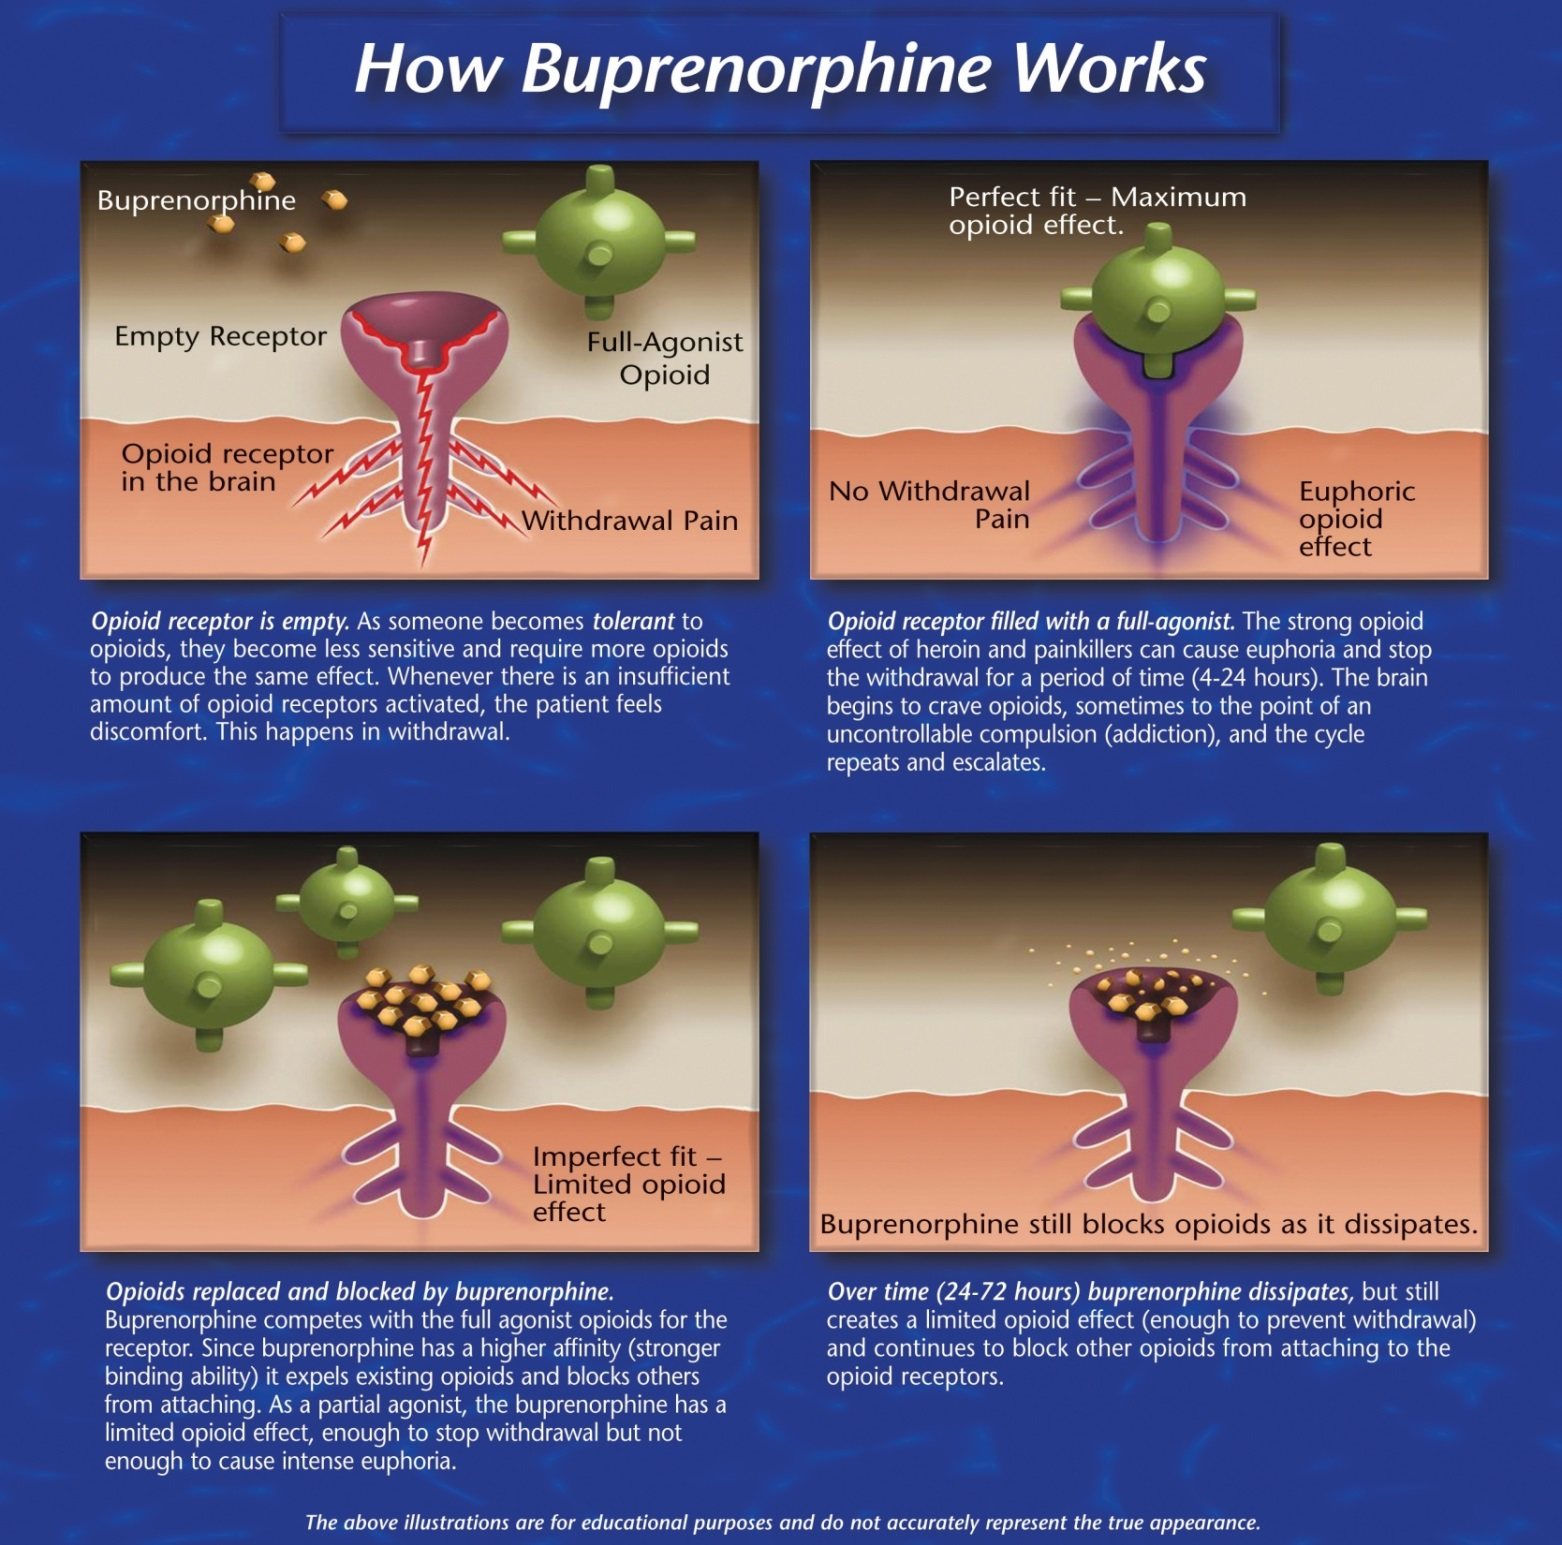 How Buprenorphine Works
Buprenorphine
Empty Receptor
Full-Agonist
Opioid
Opioid receptor
in the brain
Withdrawal Pain
Opioid receptor is empty. As someone becomes tolerant to
opioids, they become less sensitive and require more opioids
to produce the same effect. Whenever there is an insufficient
amount of opioid receptors activated, the patient feels
discomfort. This happens in withdrawal.
Perfect fit – Maximum
opioid effect.
No Withdrawal
Pain
Euphoric
opioid
effect
Opioid receptor filled with a full-agonist. The strong opioid
effect of heroin and painkillers can cause euphoria and stop
the withdrawal for a period of time (4-24 hours). The brain
begins to crave opioids, sometimes to the point of an
uncontrollable compulsion (addiction), and the cycle
repeats and escalates.
Imperfect fit –
Limited opioid
effect
Opioids replaced and blocked by buprenorphine.
Buprenorphine competes with the full agonist opioids for the
receptor. Since buprenorphine has a higher affinity (stronger
binding ability) it expels existing opioids and blocks others
from attaching. As a partial agonist, the buprenorphine has a
limited opioid effect, enough to stop withdrawal but not
enough to cause intense euphoria.
Buprenorphine still blocks opioids as it dissipates.
Over time (24-72 hours) buprenorphine dissipates, but still
creates a limited opioid effect (enough to prevent withdrawal)
and continues to block other opioids from attaching to the
opioid receptors.
The above illustrations are for educational purposes and do not accurately represent the true appearance.